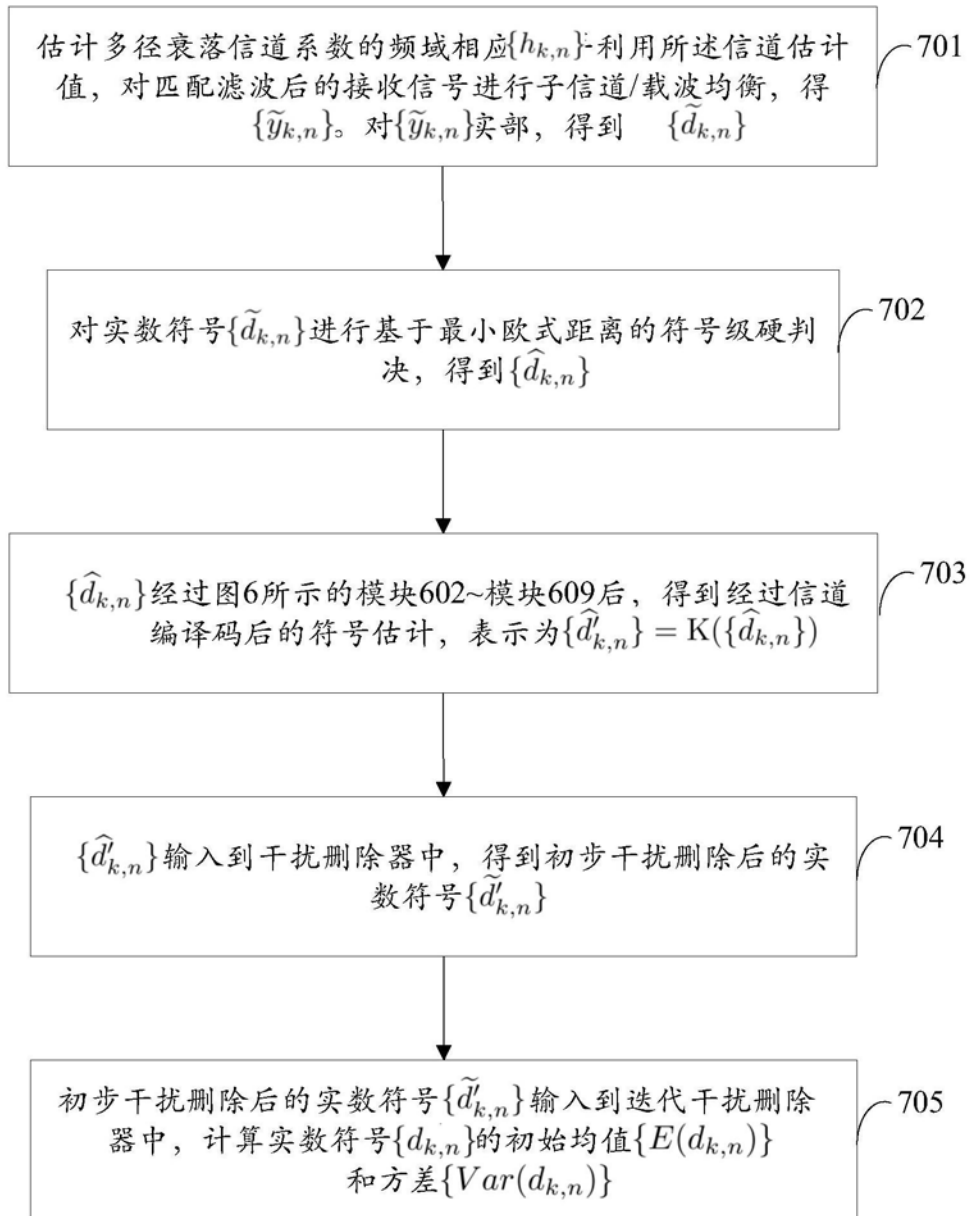 估计多径衰落信道系数的频域相应{h_{k,n}} 利用所述信道估计
值，对匹配滤波后的接收信号进行子信道/载波均衡，得
{ỹ_{k,n}}。对{ỹ_{k,n}}实部，得到 {d̃_{k,n}}
701
对实数符号{d̃_{k,n}}进行基于最小欧式距离的符号级硬判
决，得到{d̂_{k,n}}
702
{d̂_{k,n}}经过图6所示的模块602~模块609后，得到经过信道
编译码后的符号估计，表示为{d̂'_{k,n}} = K({d̂_{k,n}})
703
{d̂'_{k,n}}输入到干扰删除器中，得到初步干扰删除后的实
数符号{d̃'_{k,n}}
704
初步干扰删除后的实数符号{d̃'_{k,n}}输入到迭代干扰删除
器中，计算实数符号{d_{k,n}}的初始均值{E(d_{k,n})}
和方差{Var(d_{k,n})}
705